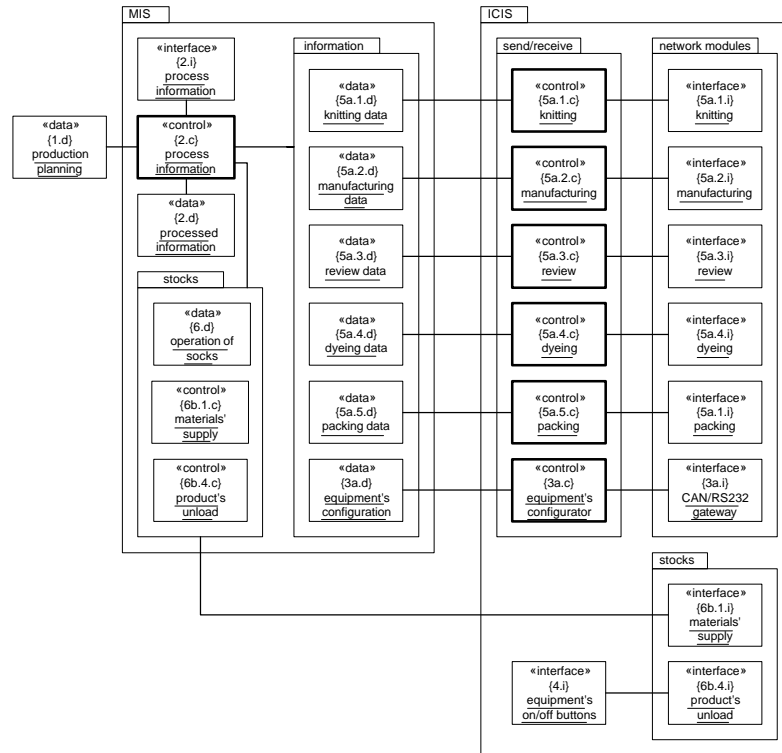 MIS
ICIS
«interface»
{2.i}
process
information
information
send/receive
network modules
«data»
{1.d}
production
planning
«control»
{2.c}
process
information
«data»
{2.d}
processed
information
stocks
«data»
{6.d}
operation of
socks
«control»
{6b.1.c}
materials'
supply
«control»
{6b.4.c}
product's
unload
«data»
{5a.1.d}
knitting data
«data»
{5a.2.d}
manufacturing
data
«data»
{5a.3.d}
review data
«data»
{5a.4.d}
dyeing data
«data»
{5a.5.d}
packing data
«data»
{3a.d}
equipment's
configuration
«control»
{5a.1.c}
knitting
«control»
{5a.2.c}
manufacturing
«control»
{5a.3.c}
review
«control»
{5a.4.c}
dyeing
«control»
{5a.5.c}
packing
«control»
{3a.c}
equipment's
configurator
«interface»
{5a.1.i}
knitting
«interface»
{5a.2.i}
manufacturing
«interface»
{5a.3.i}
review
«interface»
{5a.4.i}
dyeing
«interface»
{5a.1.i}
packing
«interface»
{3a.i}
CAN/RS232
gateway
stocks
«interface»
{6b.1.i}
materials'
supply
«interface»
{4.i}
equipment's
on/off buttons
«interface»
{6b.4.i}
product's
unload